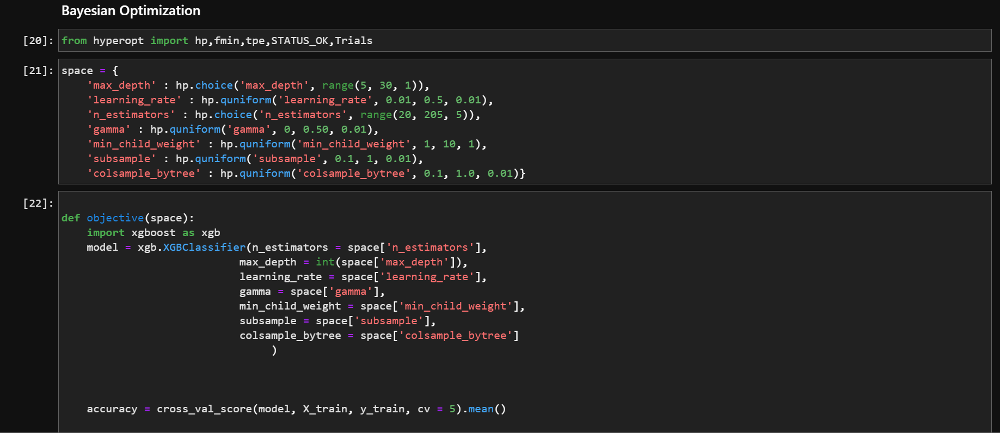 Bayesian Optimization
[20]: from hyperopt import hp,fmin,tpe,STATUS_OK,Trials
[21]: space = {
    'max_depth' : hp.choice('max_depth', range(5, 30, 1)),
    'learning_rate' : hp.quniform('learning_rate', 0.01, 0.5, 0.01),
    'n_estimators' : hp.choice('n_estimators', range(20, 205, 5)),
    'gamma' : hp.quniform('gamma', 0, 0.50, 0.01),
    'min_child_weight' : hp.quniform('min_child_weight', 1, 10, 1),
    'subsample' : hp.quniform('subsample', 0.1, 1, 0.01),
    'colsample_bytree' : hp.quniform('colsample_bytree', 0.1, 1.0, 0.01)}
[22]:
def objective(space):
    import xgboost as xgb
    model = xgb.XGBClassifier(n_estimators = space['n_estimators'],
                            max_depth = int(space['max_depth']),
                            learning_rate = space['learning_rate'],
                            gamma = space['gamma'],
                            min_child_weight = space['min_child_weight'],
                            subsample = space['subsample'],
                            colsample_bytree = space['colsample_bytree']
                                 )
    accuracy = cross_val_score(model, X_train, y_train, cv = 5).mean()